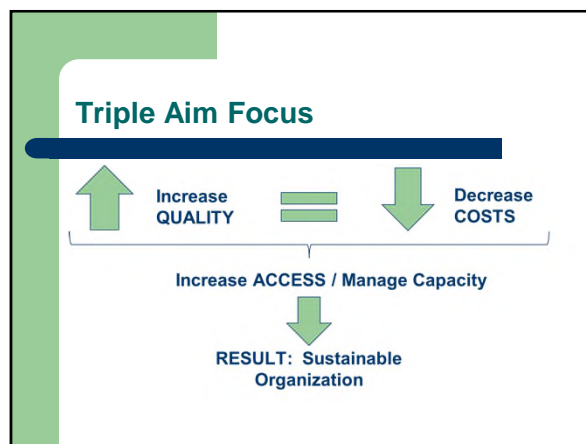 Triple Aim Focus
Increase
QUALITY
Decrease
COSTS
Increase ACCESS / Manage Capacity
RESULT: Sustainable
Organization